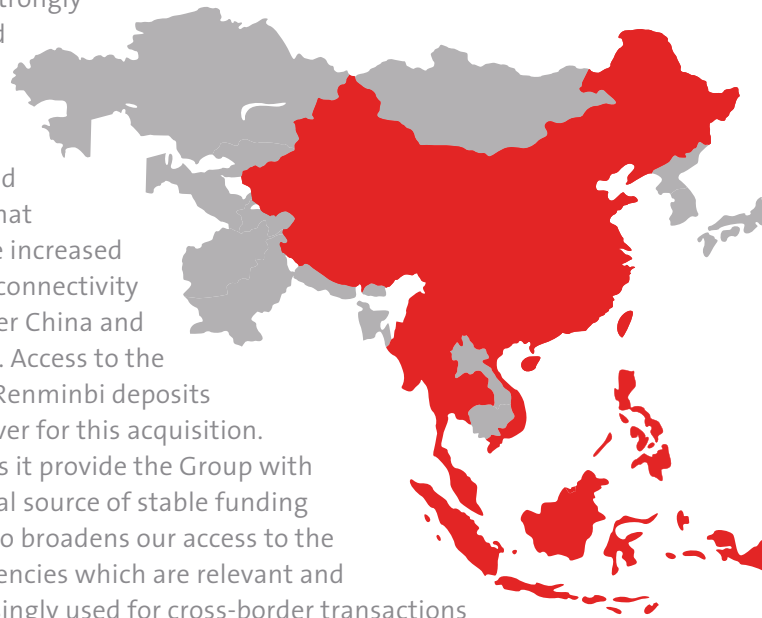 trongly
d
d
hat
e increased
connectivity
er China and
. Access to the
Renminbi deposits
ver for this acquisition.
s it provide the Group with
al source of stable funding
o broadens our access to the
encies which are relevant and
singly used for cross-border transactions